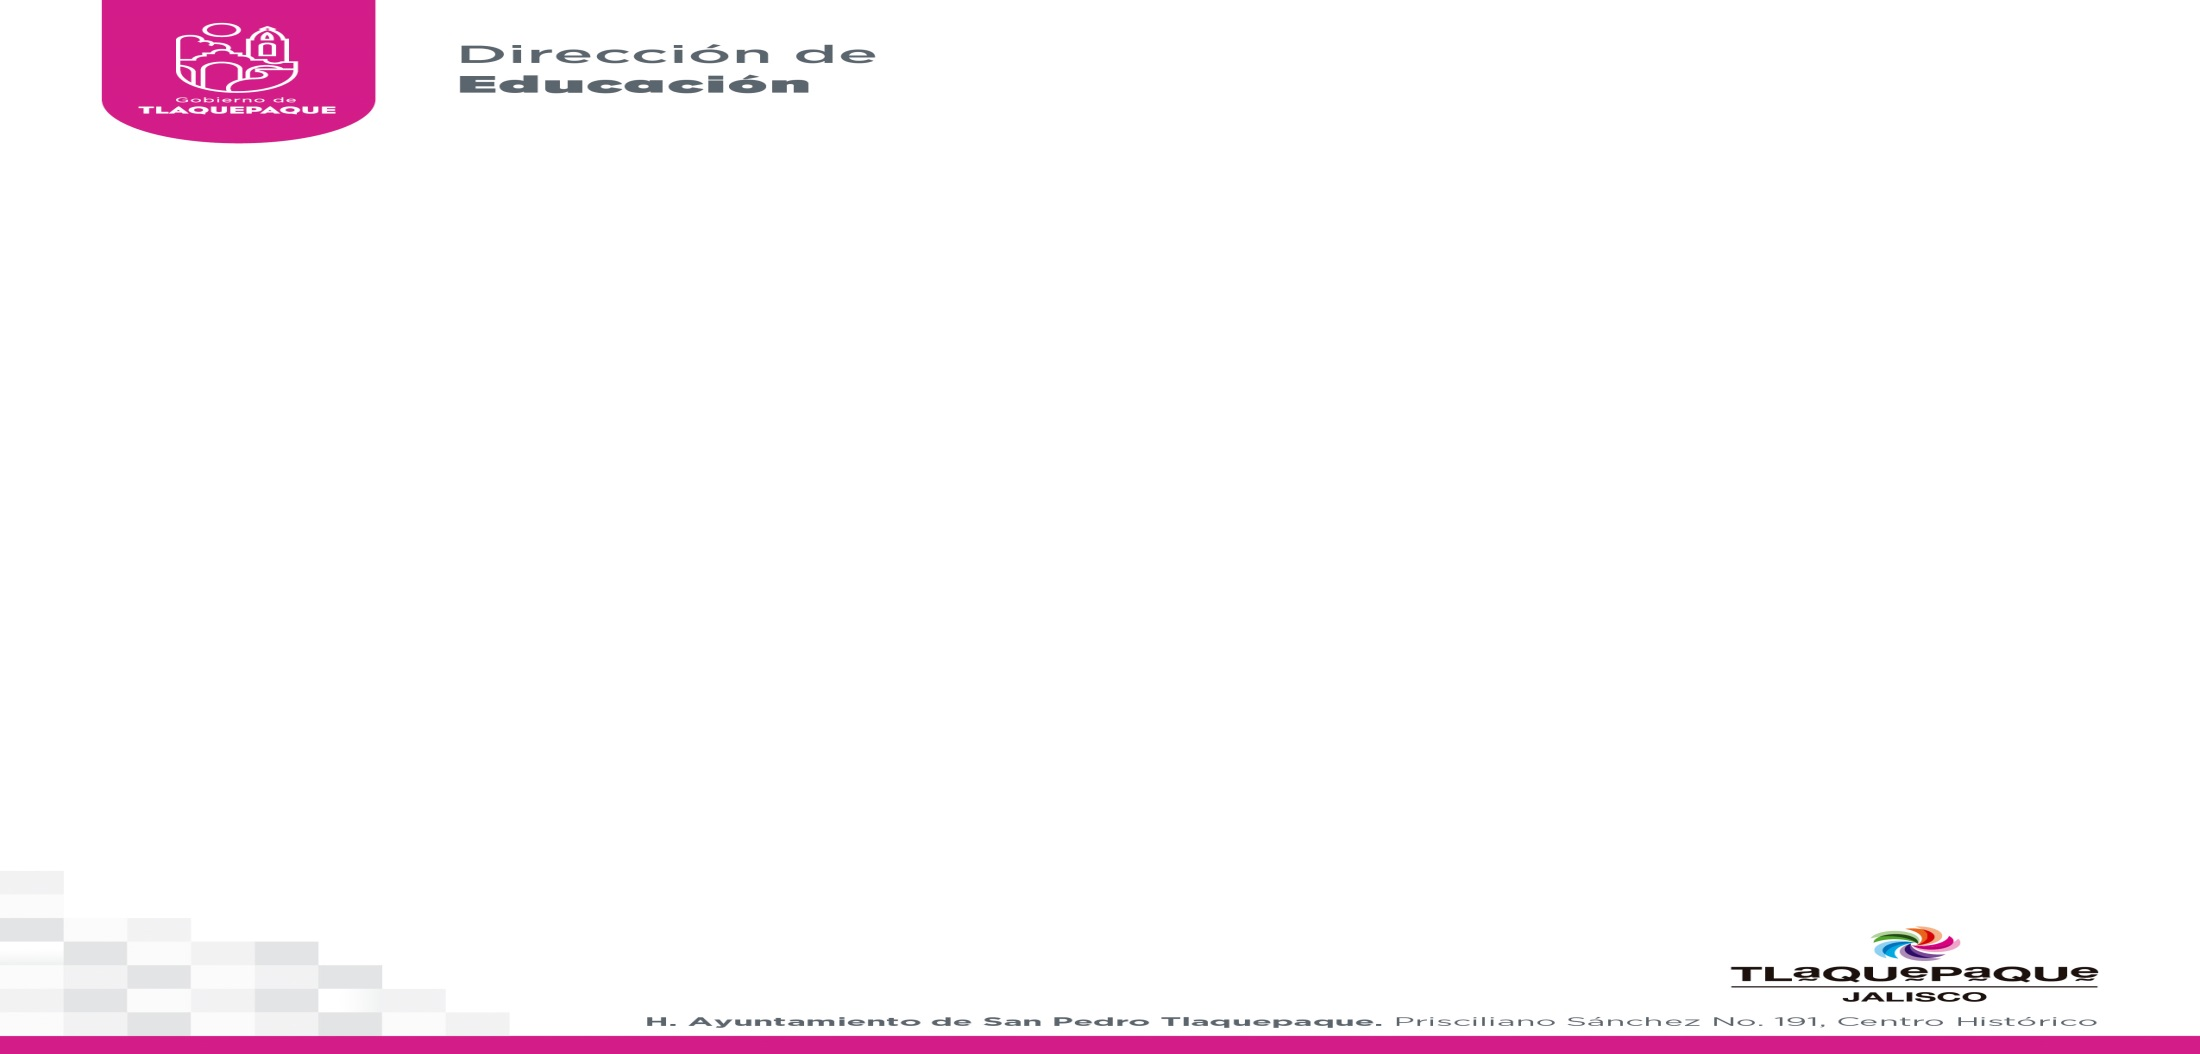 Gobierno de
TLAQUEPAQUE
Dirección de
Educación
TLaQUePaQUe
JALISCO
H. Ayuntamiento de San Pedro Tlaquepaque. Prisciliano Sánchez No. 191, Centro Histórico